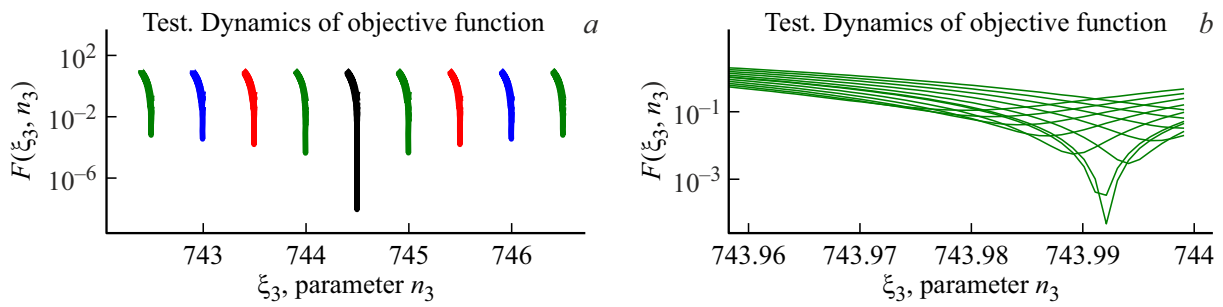 Test. Dynamics of objective function a
F(ξ₃, n₃)
10²
10⁻²
10⁻⁶
743 744 745 746
ξ₃, parameter n₃
Test. Dynamics of objective function b
F(ξ₃, n₃)
10⁻¹
10⁻³
743.96 743.97 743.98 743.99 744
ξ₃, parameter n₃